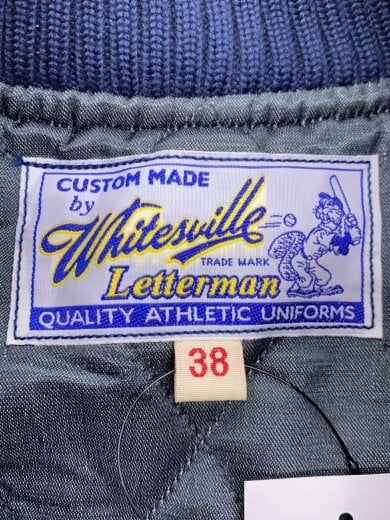 CUSTOM MADE
by
Whitesville
TRADE MARK
Letterman
QUALITY ATHLETIC UNIFORMS
38